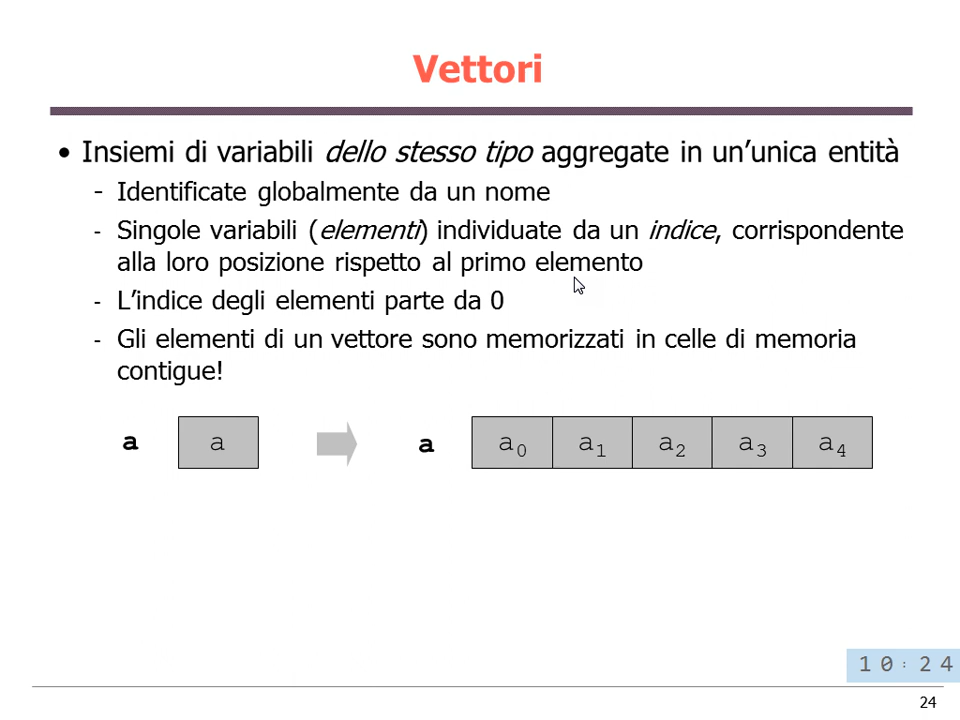 Vettori
• Insiemi di variabili dello stesso tipo aggregate in un’unica entità
- Identificate globalmente da un nome
- Singole variabili (elementi) individuate da un indice, corrispondente
alla loro posizione rispetto al primo elemento
- L’indice degli elementi parte da 0
- Gli elementi di un vettore sono memorizzati in celle di memoria
contigue!
a a a a₀ a₁ a₂ a₃ a₄
10:24
24